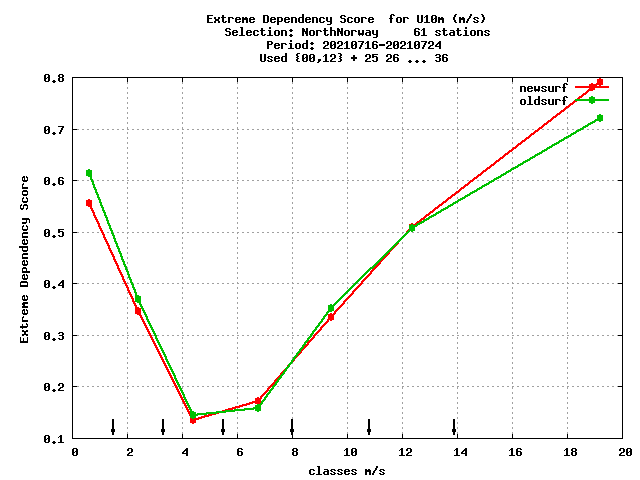 Extreme Dependency Score  for U10m (m/s)
Selection: NorthNorway     61 stations
Period: 20210716-20210724
Used {00,12} + 25 26 ... 36
newsurf
oldsurf
Extreme Dependency Score
0.8
0.7
0.6
0.5
0.4
0.3
0.2
0.1
0 2 4 6 8 10 12 14 16 18 20
classes m/s